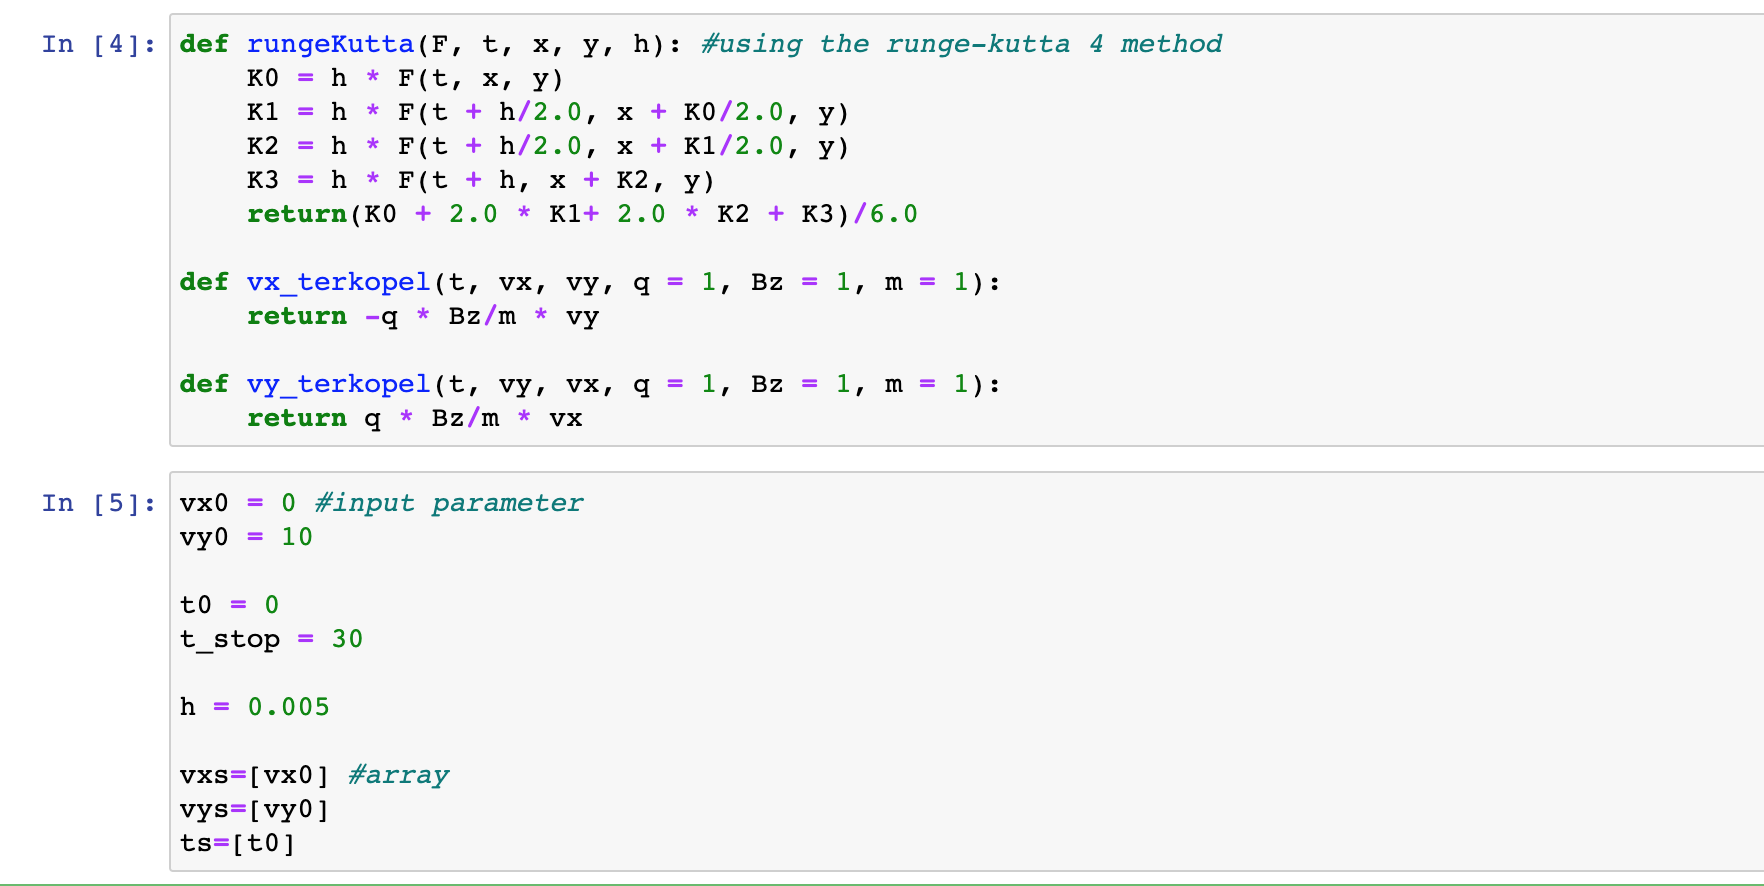 In [4]: def rungeKutta(F, t, x, y, h): #using the runge-kutta 4 method
    K0 = h * F(t, x, y)
    K1 = h * F(t + h/2.0, x + K0/2.0, y)
    K2 = h * F(t + h/2.0, x + K1/2.0, y)
    K3 = h * F(t + h, x + K2, y)
    return(K0 + 2.0 * K1+ 2.0 * K2 + K3)/6.0
def vx_terkopel(t, vx, vy, q = 1, Bz = 1, m = 1):
    return -q * Bz/m * vy
def vy_terkopel(t, vy, vx, q = 1, Bz = 1, m = 1):
    return q * Bz/m * vx
In [5]: vx0 = 0 #input parameter
vy0 = 10
t0 = 0
t_stop = 30
h = 0.005
vxs=[vx0] #array
vys=[vy0]
ts=[t0]